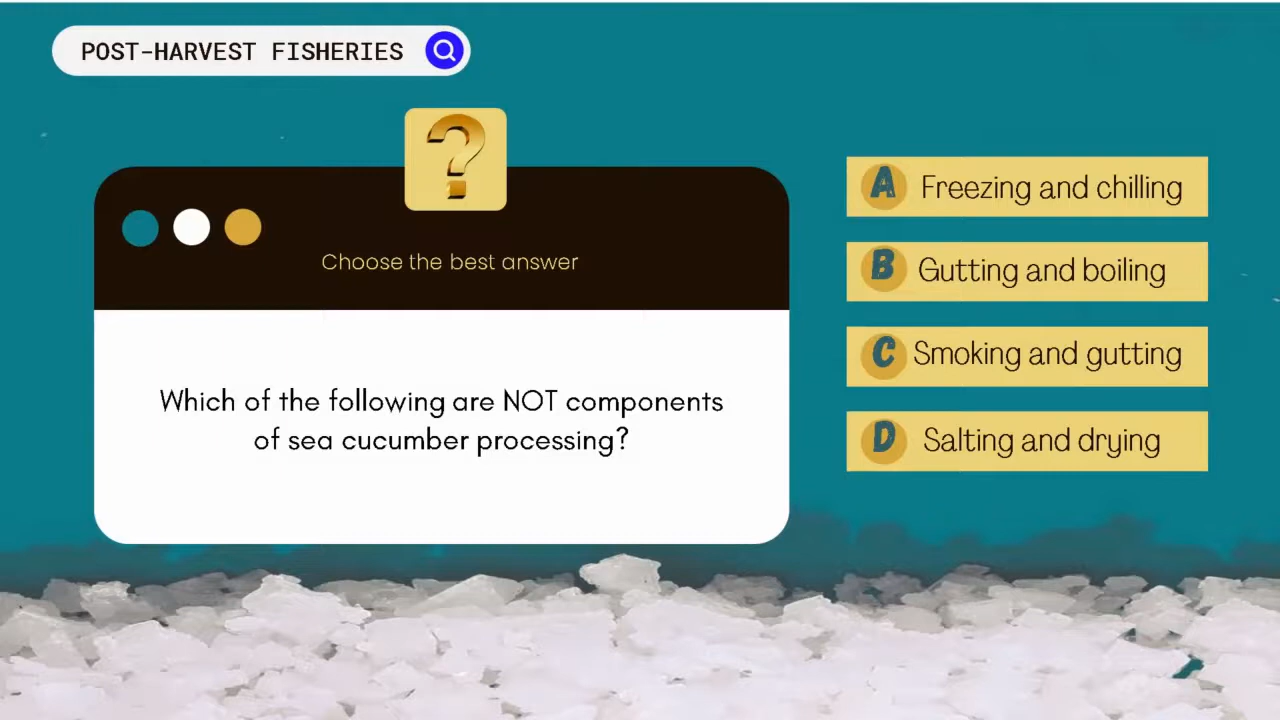 POST-HARVEST FISHERIES
?
Choose the best answer
Which of the following are NOT components
of sea cucumber processing?
A Freezing and chilling
B Gutting and boiling
C Smoking and gutting
D Salting and drying